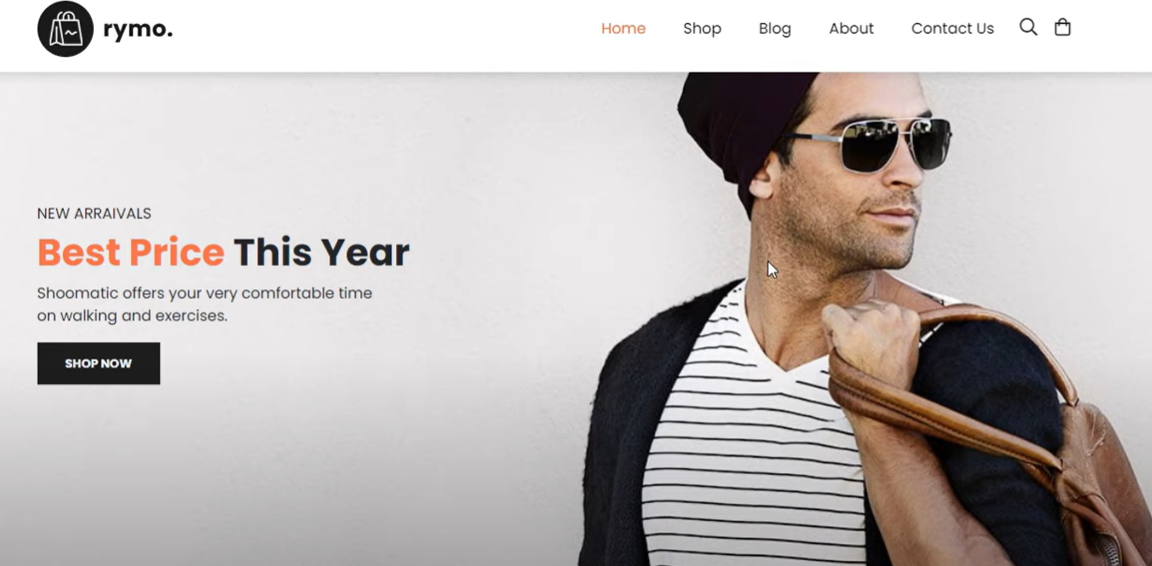 rymo.
Home Shop Blog About Contact Us
NEW ARRAIVALS
Best Price This Year
Shoomatic offers your very comfortable time
on walking and exercises.
SHOP NOW